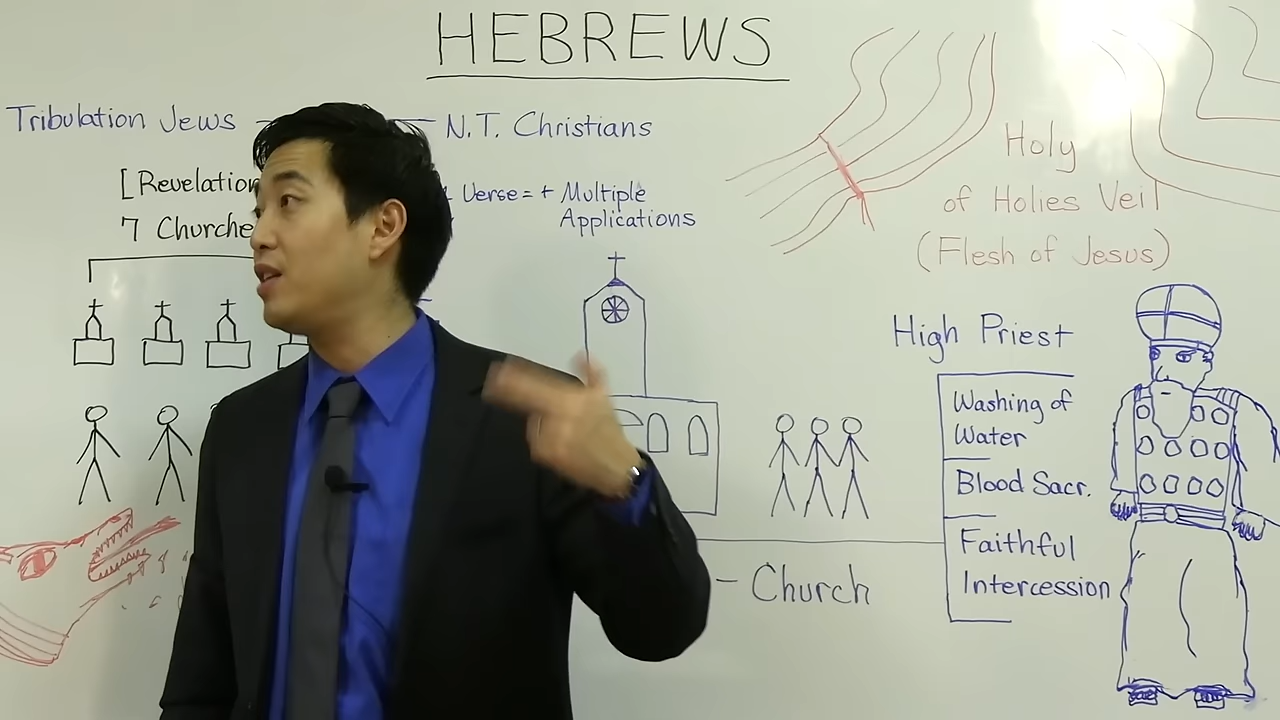 HEBREWS
Tribulation Jews
N.T. Christians
[Revelation
7 Churche
Verse = + Multiple
Applications
Holy
of Holies Veil
(Flesh of Jesus)
High Priest
Washing of
Water
Blood Sacr.
Faithful
Intercession
- Church